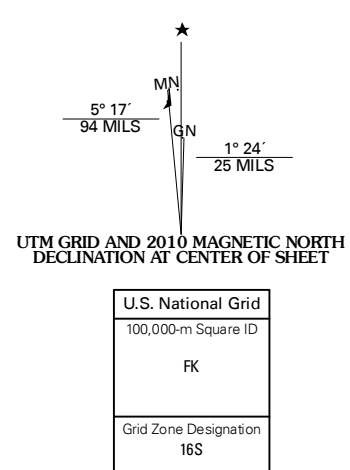 ★
MN
5° 17´
94 MILS
GN
1° 24´
25 MILS
UTM GRID AND 2010 MAGNETIC NORTH
DECLINATION AT CENTER OF SHEET
U.S. National Grid
100,000-m Square ID
FK
Grid Zone Designation
16S